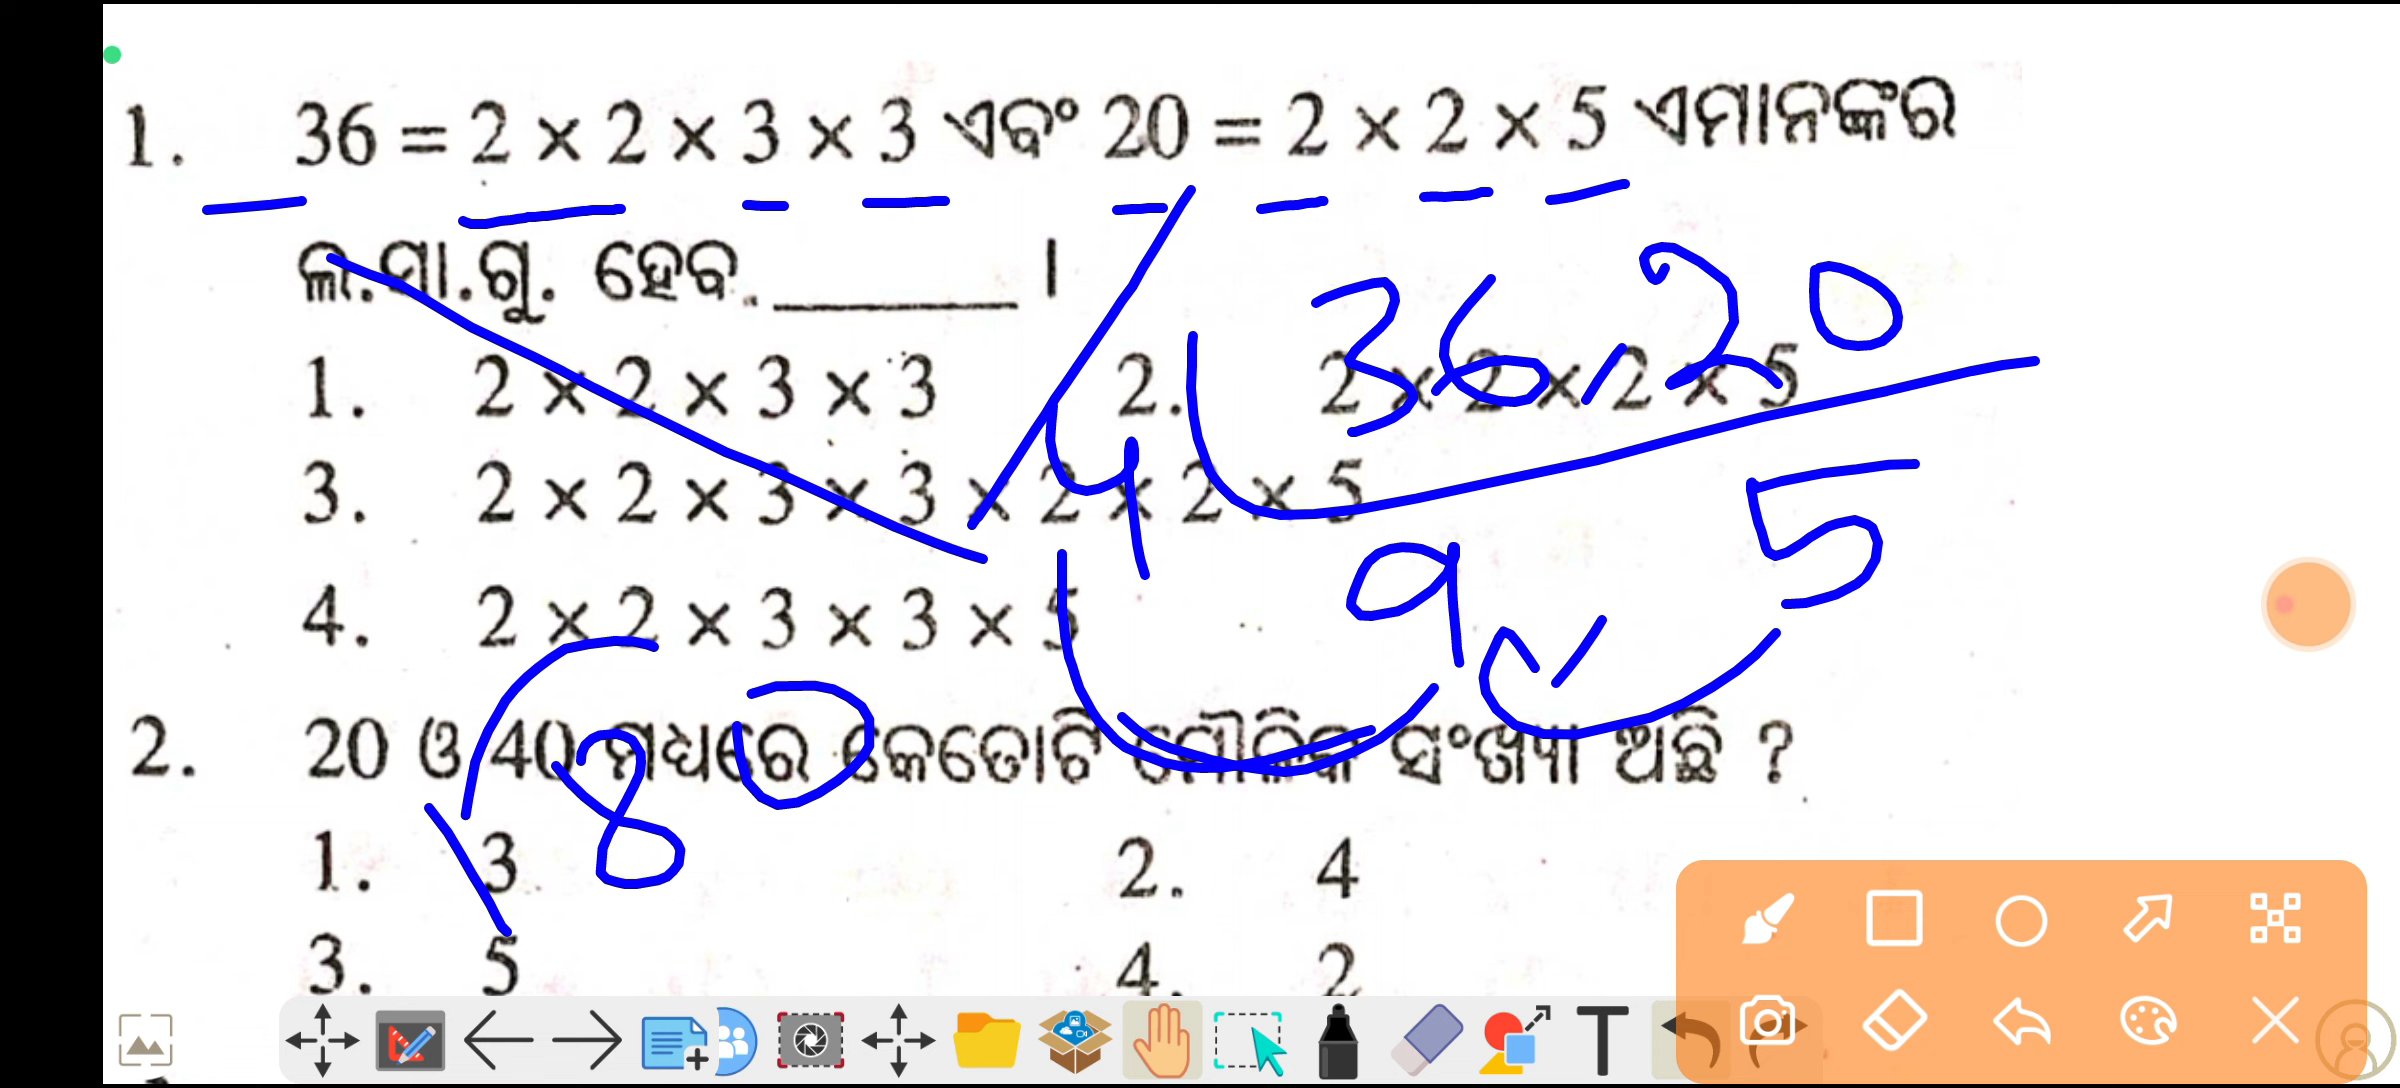 1. 36 = 2 × 2 × 3 × 3 ଏବଂ 20 = 2 × 2 × 5 ଏମାନଙ୍କର
ଲ.ସା.ଗୁ. ହେବ ________ ।
1. 2 × 2 × 3 × 3 2. 2 × 2 × 2 × 5
36, 20
4
3. 2 × 2 × 3 × 3 × 2 × 2 × 5
9, 5
4. 2 × 2 × 3 × 3 × 5
2. 20 ଓ 40 ମଧ୍ୟରେ କେତୋଟି ମୌଳିକ ସଂଖ୍ୟା ଅଛି ?
180
1. 3 2. 4
3. 5 4. 2
T